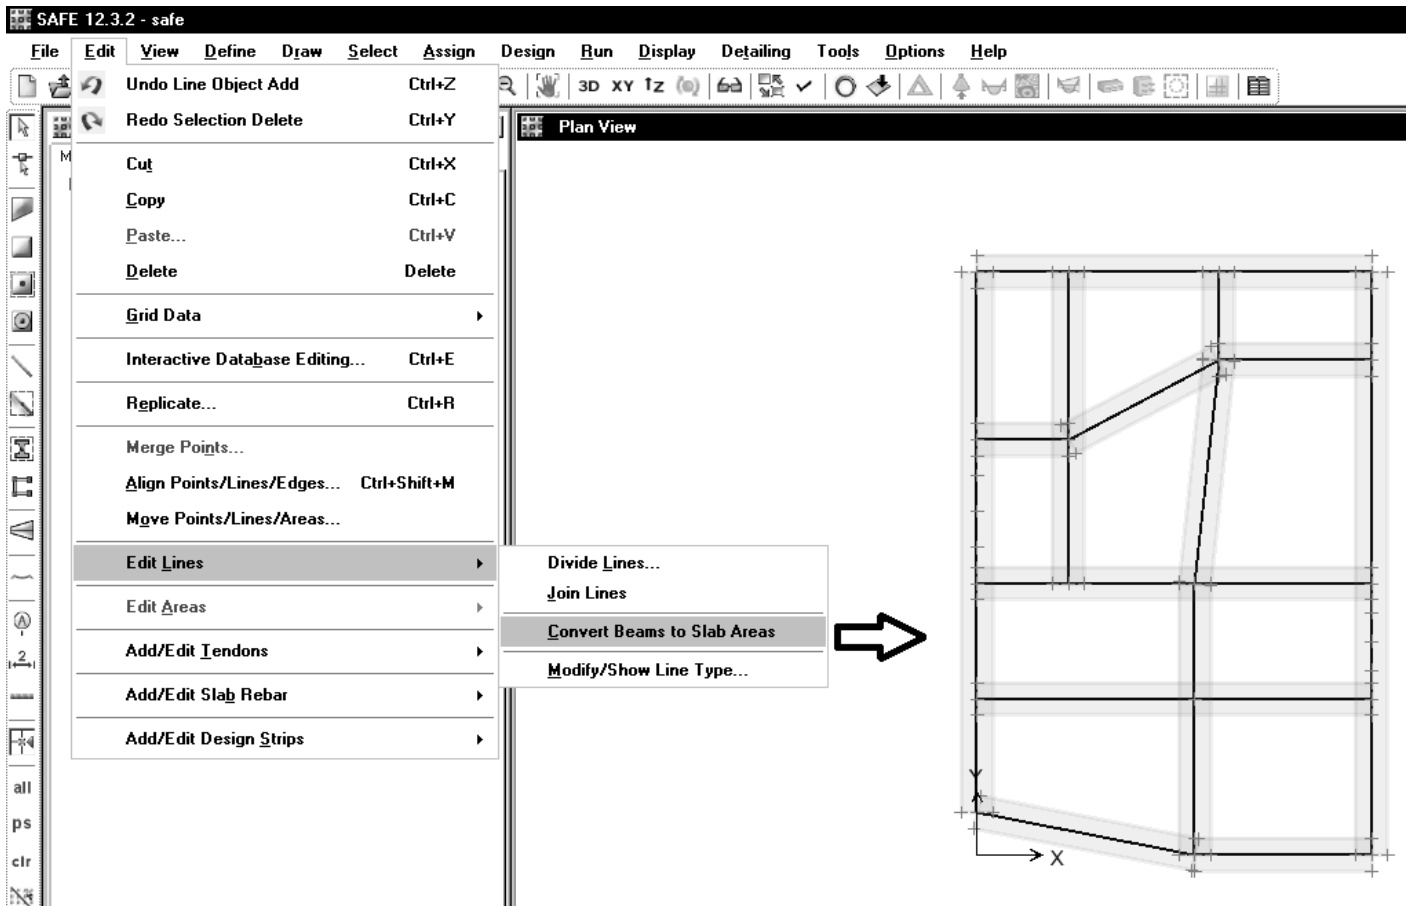 SAFE 12.3.2 - safe
File Edit View Define Draw Select Assign Design Run Display Detailing Tools Options Help
3D XY Z
Undo Line Object Add Ctrl+Z
Redo Selection Delete Ctrl+Y
Plan View
M
Cut Ctrl+X
Copy Ctrl+C
Paste... Ctrl+V
Delete Delete
Grid Data
Interactive Database Editing... Ctrl+E
Replicate... Ctrl+R
Merge Points...
Align Points/Lines/Edges... Ctrl+Shift+M
Move Points/Lines/Areas...
Edit Lines
Edit Areas
Add/Edit Tendons
Add/Edit Slab Rebar
Add/Edit Design Strips
Divide Lines...
Join Lines
Convert Beams to Slab Areas
Modify/Show Line Type...
A
2
all
ps
clr
Y
X